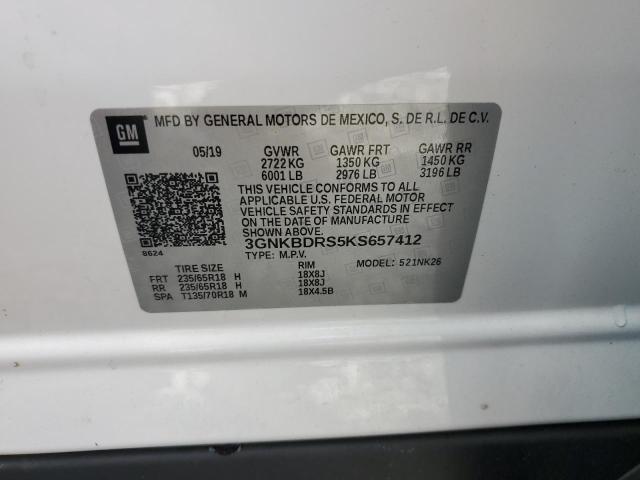 GM
MFD BY GENERAL MOTORS DE MEXICO, S. DE R.L. DE C.V.
05/19 GVWR GAWR FRT GAWR RR
2722 KG 1350 KG 1450 KG
6001 LB 2976 LB 3196 LB
THIS VEHICLE CONFORMS TO ALL
APPLICABLE U.S. FEDERAL MOTOR
VEHICLE SAFETY STANDARDS IN
EFFECT ON THE DATE OF
MANUFACTURE SHOWN ABOVE.
8624
3GNKBDRS5KS657412
TYPE: M.P.V. MODEL: 521NK26
TIRE SIZE RIM
FRT 235/65R18 H 18X8J
RR 235/65R18 H 18X8J
SPA T135/70R18 M 18X4.5B